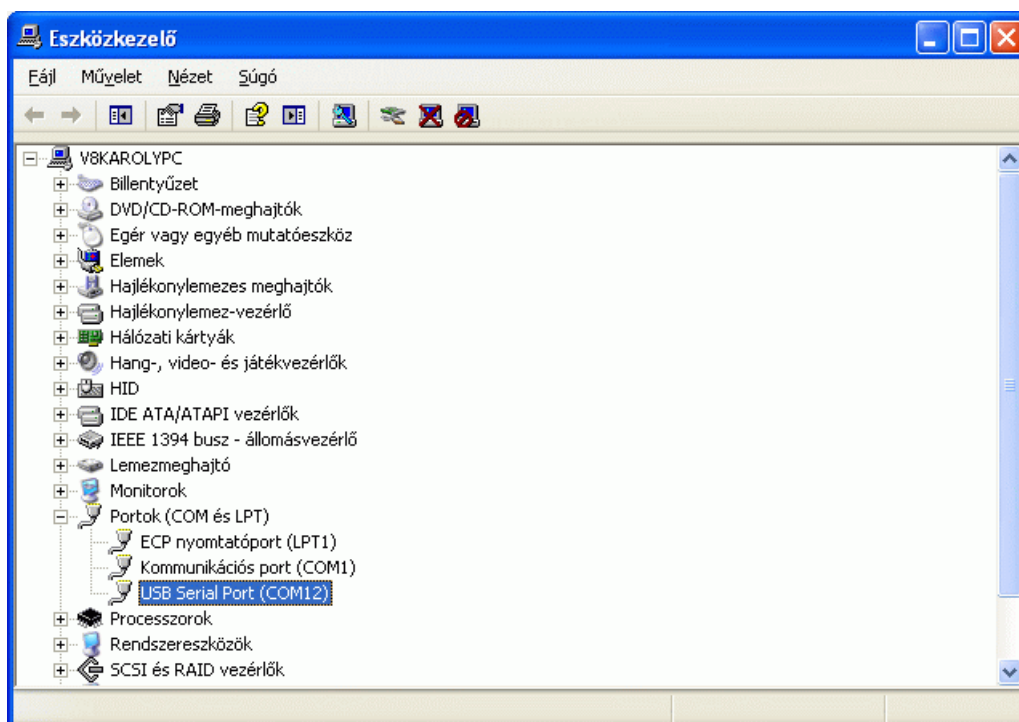 Eszközkezelő
Fájl Művelet Nézet Súgó
V8KAROLYPC
Billentyűzet
DVD/CD-ROM-meghajtók
Egér vagy egyéb mutatóeszköz
Elemek
Hajlékonylemezes meghajtók
Hajlékonylemez-vezérlő
Hálózati kártyák
Hang-, video- és játékvezérlők
HID
IDE ATA/ATAPI vezérlők
IEEE 1394 busz - állomásvezérlő
Lemezmeghajtó
Monitorok
Portok (COM és LPT)
ECP nyomtatóport (LPT1)
Kommunikációs port (COM1)
USB Serial Port (COM12)
Processzorok
Rendszereszközök
SCSI és RAID vezérlők